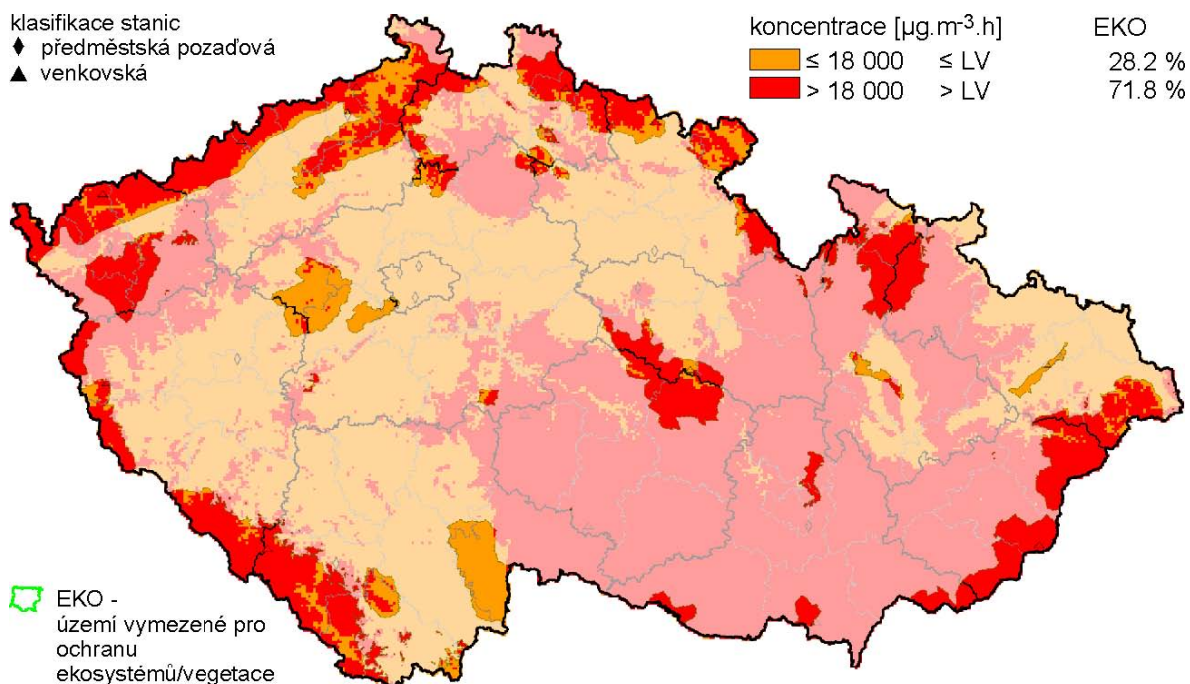 klasifikace stanic
♦ předměstská pozaďová
▲ venkovská
koncentrace [µg.m-3.h] EKO
≤ 18 000 ≤ LV 28.2 %
> 18 000 > LV 71.8 %
EKO -
území vymezené pro
ochranu
ekosystémů/vegetace